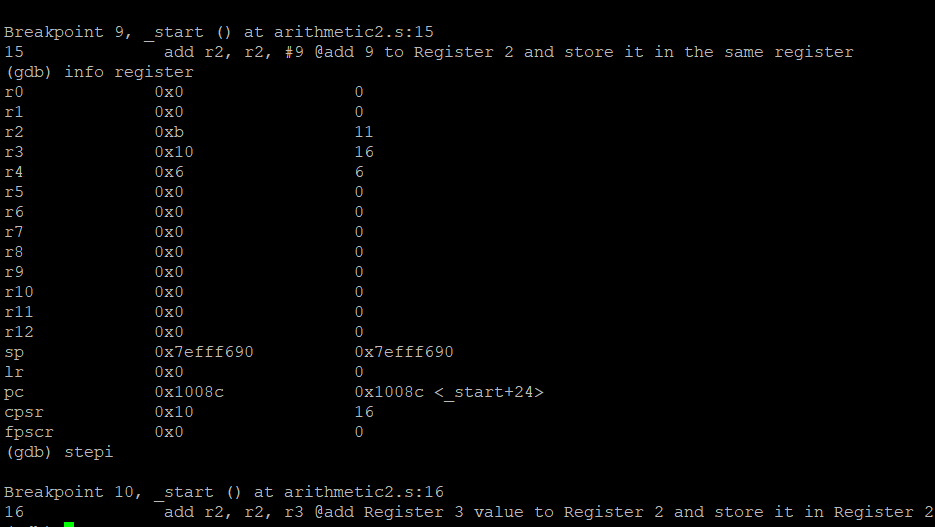 Breakpoint 9, _start () at arithmetic2.s:15
15              add r2, r2, #9 @add 9 to Register 2 and store it in the same register
(gdb) info register
r0             0x0                 0
r1             0x0                 0
r2             0xb                 11
r3             0x10                16
r4             0x6                 6
r5             0x0                 0
r6             0x0                 0
r7             0x0                 0
r8             0x0                 0
r9             0x0                 0
r10            0x0                 0
r11            0x0                 0
r12            0x0                 0
sp             0x7efff690          0x7efff690
lr             0x0                 0
pc             0x1008c             0x1008c <_start+24>
cpsr           0x10                16
fpscr          0x0                 0
(gdb) stepi
Breakpoint 10, _start () at arithmetic2.s:16
16              add r2, r2, r3 @add Register 3 value to Register 2 and store it in Register 2